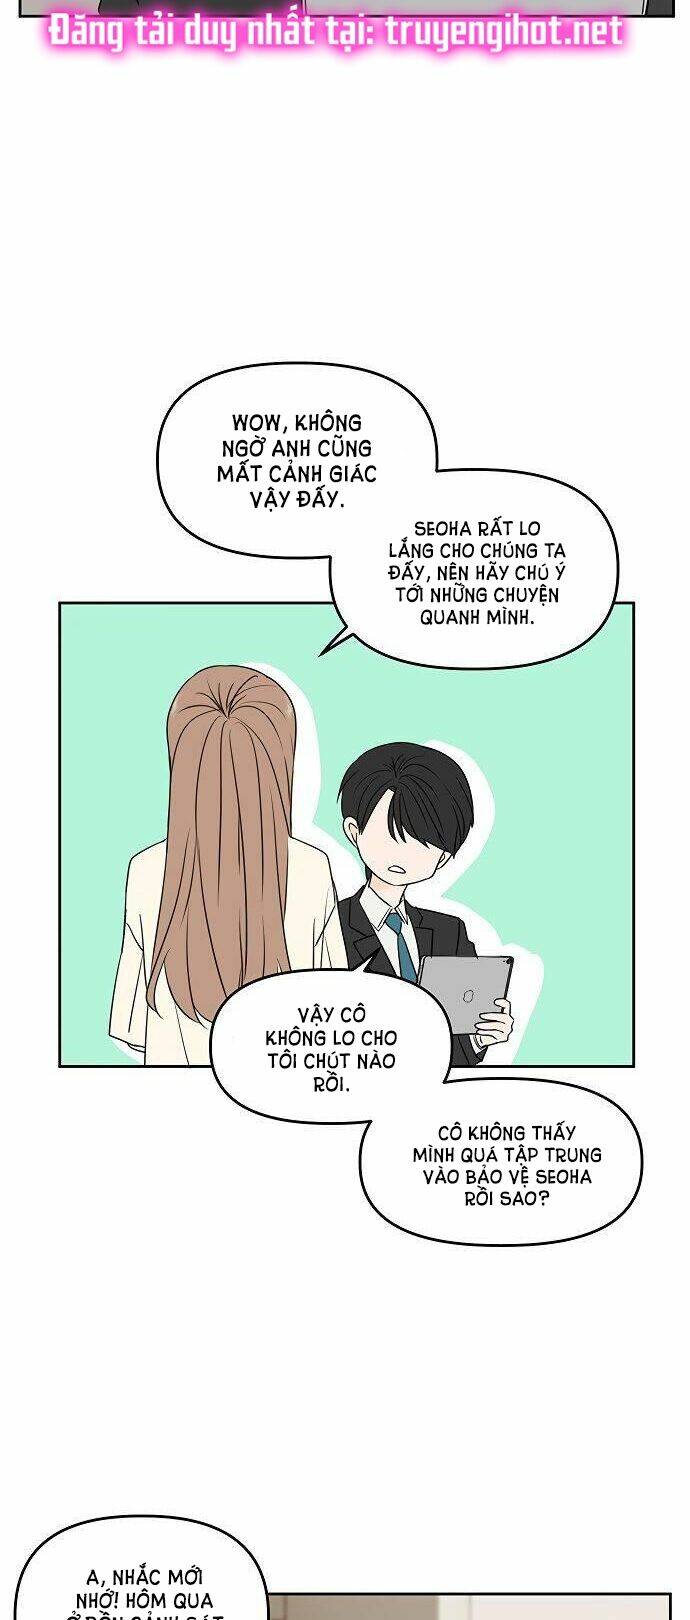 Đăng tải duy nhất tại: truyengihot.net
WOW, KHÔNG
NGỜ ANH CŨNG
MẤT CẢNH GIÁC
VẬY ĐẤY.
SEOHA RẤT LO
LẮNG CHO CHÚNG TA
ĐẤY, NÊN HÃY CHÚ Ý
TỚI NHỮNG CHUYỆN
QUANH MÌNH.
VẬY CÔ
KHÔNG LO CHO
TÔI CHÚT NÀO
RỒI.
CÔ KHÔNG THẤY
MÌNH QUÁ TẬP TRUNG
VÀO BẢO VỆ SEOHA
RỒI SAO?
A, NHẮC MỚI
NHỚ! HÔM QUA
Ở ĐỒN CẢNH SÁT